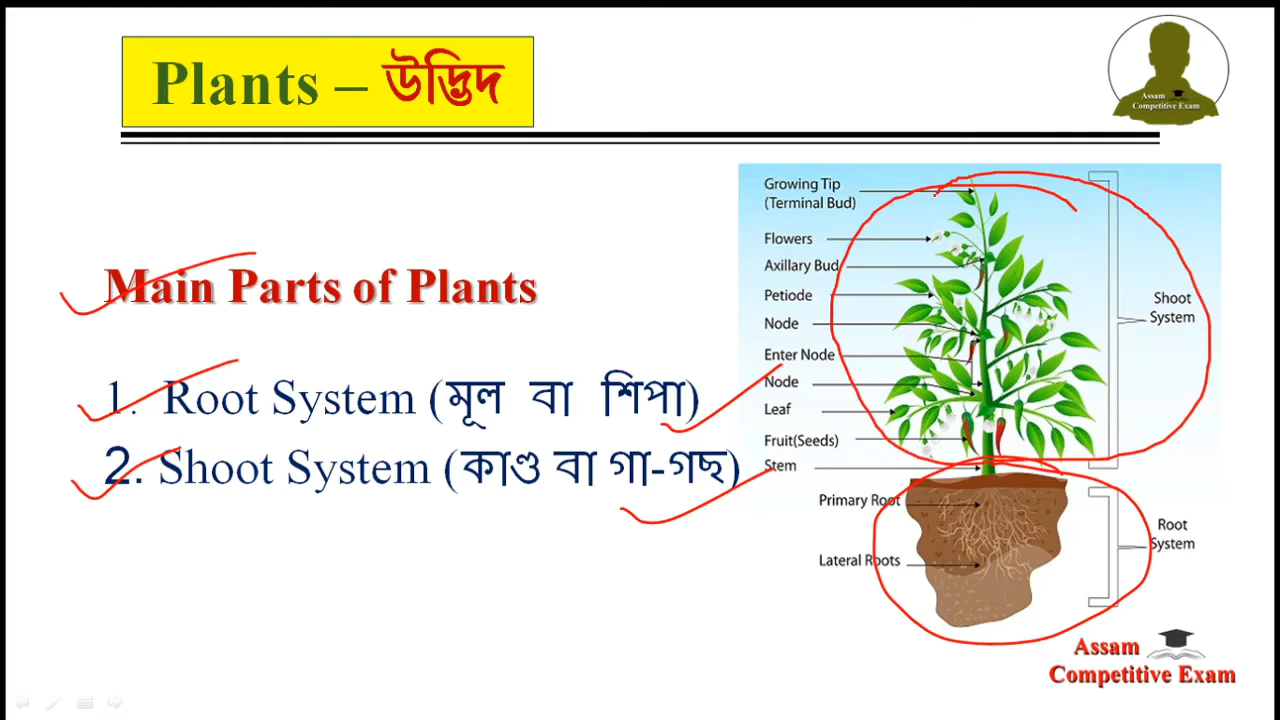 Plants – উদ্ভিদ
Assam
Competitive Exam
Main Parts of Plants
1. Root System (মূল বা শিপা)
2. Shoot System (কাণ্ড বা গা-গছ)
Growing Tip
(Terminal Bud)
Flowers
Axillary Bud
Petiode
Node
Enter Node
Node
Leaf
Fruit(Seeds)
Stem
Shoot
System
Primary Root
Lateral Roots
Root
System
Assam
Competitive Exam